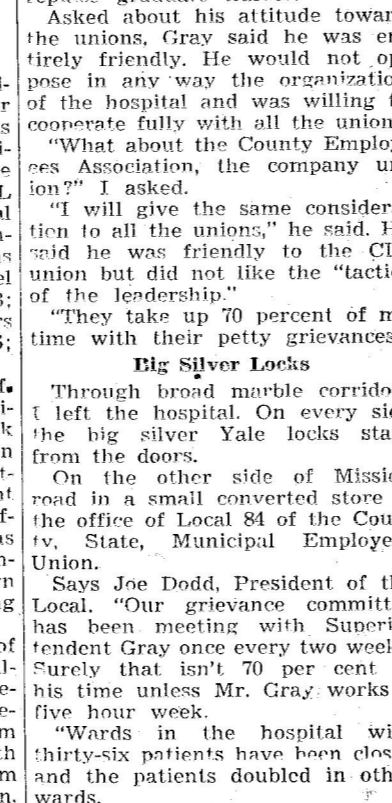 Asked about his attitude towar
the unions, Gray said he was en
tirely friendly. He would not op
pose in any way the organizatio
of the hospital and was willing t
cooperate fully with all the union
"What about the County Employ
ees Association, the company un
ion?" I asked.
"I will give the same consider
tion to all the unions," he said. H
said he was friendly to the CI
union but did not like the "tacti
of the leadership."
"They take up 70 percent of m
time with their petty grievances
Big Silver Locks
Through broad marble corrido
I left the hospital. On every sid
the big silver Yale locks sta
from the doors.
On the other side of Missio
road in a small converted store
the office of Local 84 of the Cou
ty, State, Municipal Employe
Union.
Says Joe Dodd, President of th
Local. "Our grievance committ
has been meeting with Superi
tendent Gray once every two week
Surely that isn't 70 per cent
his time unless Mr. Gray works
five hour week.
"Wards in the hospital wi
thirty-six patients have been clos
and the patients doubled in oth
wards.